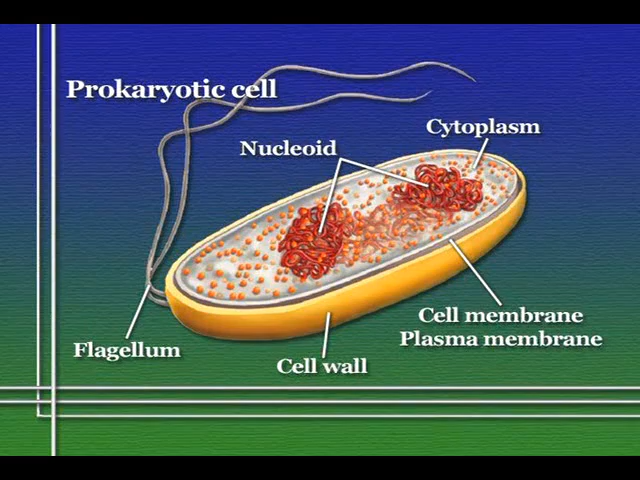 Prokaryotic cell
Cytoplasm
Nucleoid
Cell membrane
Plasma membrane
Flagellum
Cell wall